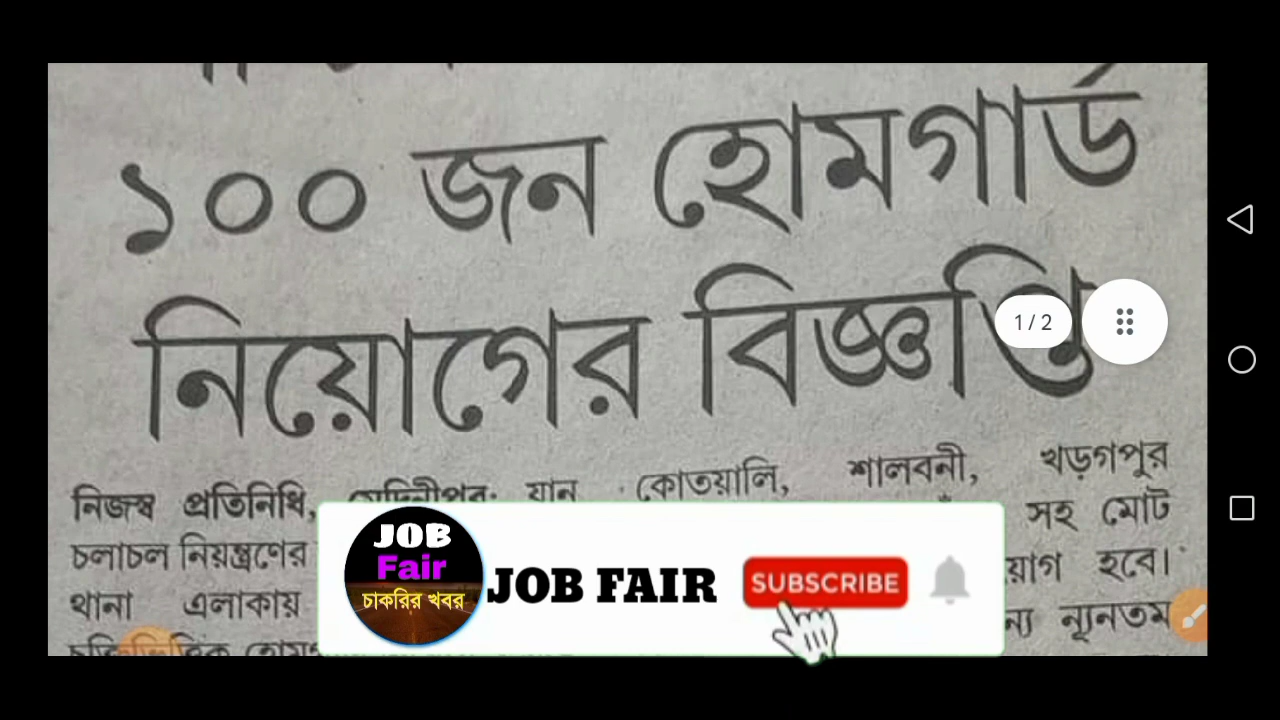 ১০০ জন হোমগার্ড
নিয়োগের বিজ্ঞপ্তি
1 / 2
নিজস্ব প্রতিনিধি, মেদিনীপুর: যান
চলাচল নিয়ন্ত্রণের
থানা এলাকায়
কোতয়ালি, শালবনী, খড়গপুর
সহ মোট
হবে।
ন্যূনতম
JOB
Fair
চাকরির খবর
JOB FAIR
SUBSCRIBE